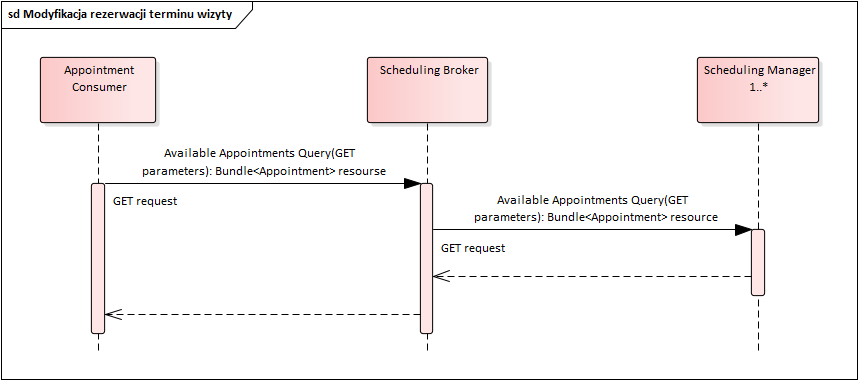 sd Modyfikacja rezerwacji terminu wizyty
Appointment
Consumer
Scheduling Broker
Scheduling Manager
1..*
Available Appointments Query(GET
parameters): Bundle<Appointment> resourse
GET request
Available Appointments Query(GET
parameters): Bundle<Appointment> resource
GET request